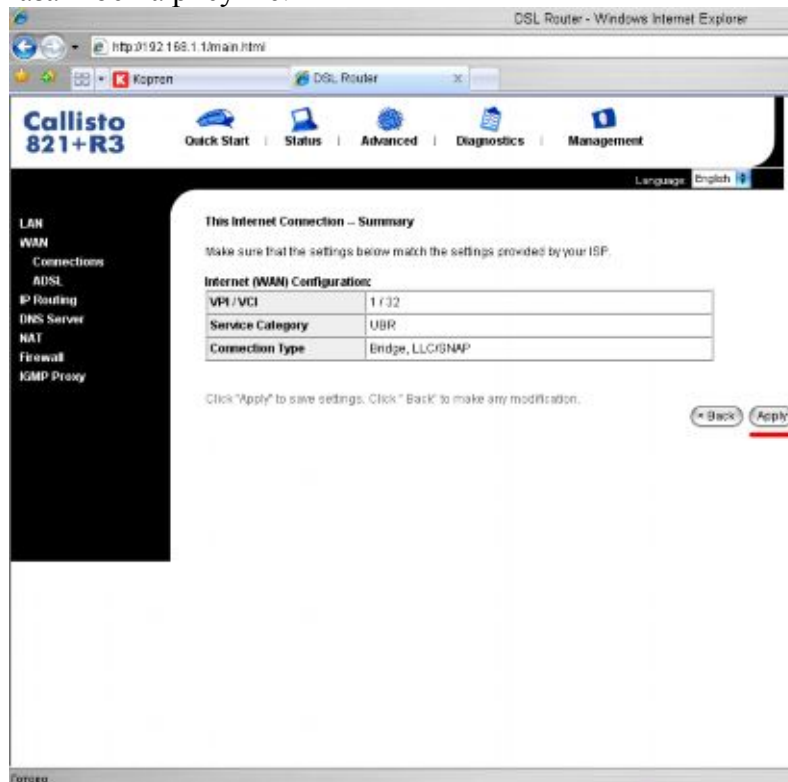 DSL Router - Windows Internet Explorer
http://192.168.1.1/main.html
DSL Router
Callisto
821+R3
Quick Start | Status | Advanced | Diagnostics | Management
Language: English
LAN
WAN
Connections
ADSL
IP Routing
DNS Server
NAT
Firewall
IGMP Proxy
This Internet Connection -- Summary
Make sure that the settings below match the settings provided by your ISP.
Internet (WAN) Configuration:
VPI / VCI 1 / 32
Service Category UBR
Connection Type Bridge, LLC/SNAP
Click "Apply" to save settings. Click " Back" to make any modification.
< Back Apply
Готово